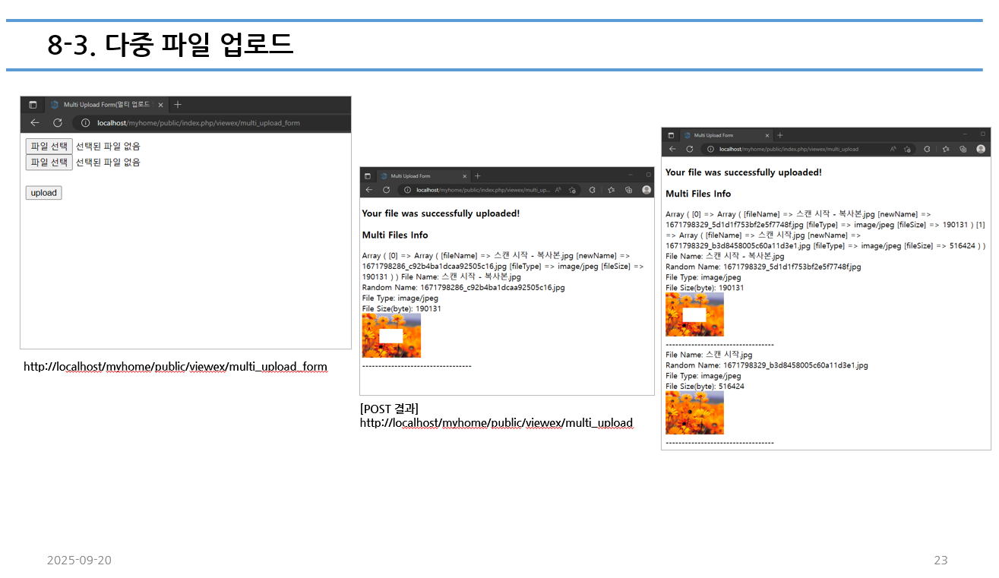 8-3. 다중 파일 업로드
Multi Upload Form(멀티 업로드
localhost/myhome/public/index.php/viewex/multi_upload_form
파일 선택 선택된 파일 없음
파일 선택 선택된 파일 없음
upload
http://localhost/myhome/public/viewex/multi_upload_form
Multi Upload Form
localhost/myhome/public/index.php/viewex/multi_up...
Your file was successfully uploaded!
Multi Files Info
Array ( [0] => Array ( [fileName] => 스캔 시작 - 복사본.jpg [newName] =>
1671798286_c92b4ba1dcaa92505c16.jpg [fileType] => image/jpeg [fileSize] =>
190131 ) ) File Name: 스캔 시작 - 복사본.jpg
Random Name: 1671798286_c92b4ba1dcaa92505c16.jpg
File Type: image/jpeg
File Size(byte): 190131
----------------------------------
[POST 결과]
http://localhost/myhome/public/viewex/multi_upload
Multi Upload Form
localhost/myhome/public/index.php/viewex/multi_upload
Your file was successfully uploaded!
Multi Files Info
Array ( [0] => Array ( [fileName] => 스캔 시작 - 복사본.jpg [newName] =>
1671798329_5d1d1f753bf2e5f7748f.jpg [fileType] => image/jpeg [fileSize] => 190131 ) [1]
=> Array ( [fileName] => 스캔 시작.jpg [newName] =>
1671798329_b3d8458005c60a11d3e1.jpg [fileType] => image/jpeg [fileSize] => 516424 ) )
File Name: 스캔 시작 - 복사본.jpg
Random Name: 1671798329_5d1d1f753bf2e5f7748f.jpg
File Type: image/jpeg
File Size(byte): 190131
----------------------------------
File Name: 스캔 시작.jpg
Random Name: 1671798329_b3d8458005c60a11d3e1.jpg
File Type: image/jpeg
File Size(byte): 516424
----------------------------------
2025-09-20
23